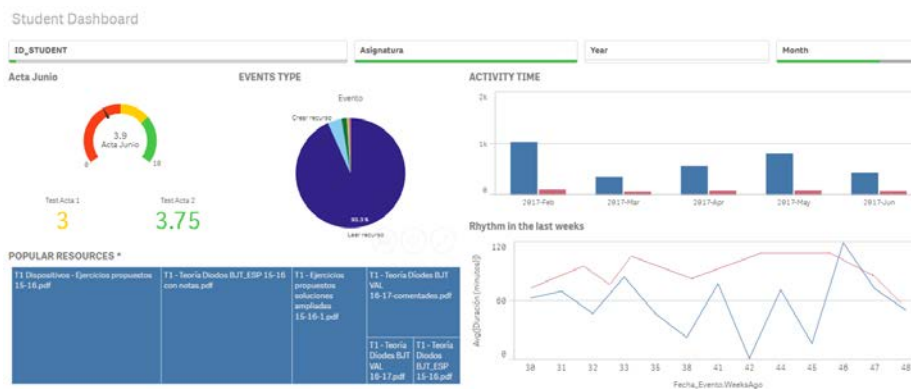 Student Dashboard
ID_STUDENT
Asignatura
Year
Month
Acta Junio
EVENTS TYPE
ACTIVITY TIME
3.9
Acta Junio
0
10
Test Acta 1
Test Acta 2
3
3.75
Evento
Crear recurso
Leer recurso
2k
1k
0
2017-Feb
2017-Mar
2017-Apr
2017-May
2017-Jun
Rhythm in the last weeks
Avg([Duración (minutos)])
120
60
0
30
31
32
33
35
38
41
42
44
45
46
47
48
Fecha_Evento.WeeksAgo
POPULAR RESOURCES *
T1 Dispositivos - Ejercicios propuestos
15-16.pdf
T1 - Teoría Diodos BJT_ESP 15-16
con notas.pdf
T1 - Ejercicios
propuestos
soluciones
ampliadas
15-16-1.pdf
T1 - Teoría Diodes BJT
VAL
16-17-comentades.pdf
T1 - Teoría
Diodes BJT
VAL
16-17.pdf
T1 - Teoría
Diodos
BJT_ESP
15-16.pdf